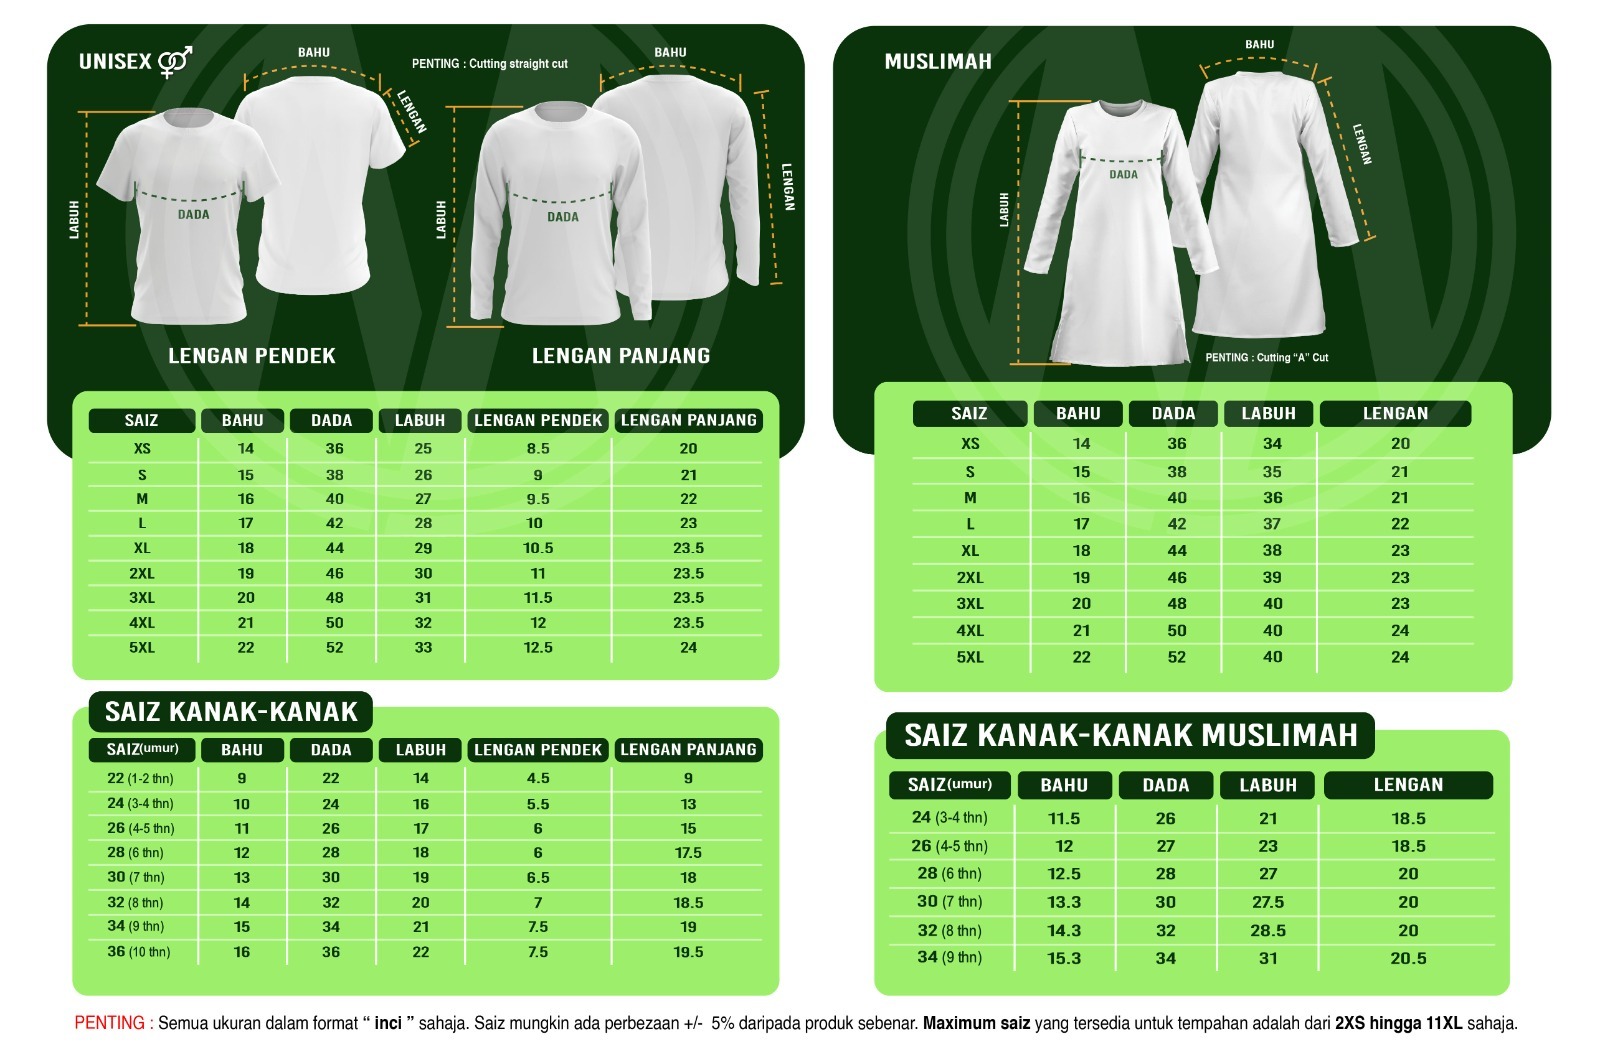 UNISEX
BAHU
PENTING : Cutting straight cut
BAHU
LENGAN
LABUH
DADA
LABUH
DADA
LENGAN
LENGAN PENDEK
LENGAN PANJANG
SAIZ BAHU DADA LABUH LENGAN PENDEK LENGAN PANJANG
XS 14 36 25 8.5 20
S 15 38 26 9 21
M 16 40 27 9.5 22
L 17 42 28 10 23
XL 18 44 29 10.5 23.5
2XL 19 46 30 11 23.5
3XL 20 48 31 11.5 23.5
4XL 21 50 32 12 23.5
5XL 22 52 33 12.5 24
SAIZ KANAK-KANAK
SAIZ(umur) BAHU DADA LABUH LENGAN PENDEK LENGAN PANJANG
22 (1-2 thn) 9 22 14 4.5 9
24 (3-4 thn) 10 24 16 5.5 13
26 (4-5 thn) 11 26 17 6 15
28 (6 thn) 12 28 18 6 17.5
30 (7 thn) 13 30 19 6.5 18
32 (8 thn) 14 32 20 7 18.5
34 (9 thn) 15 34 21 7.5 19
36 (10 thn) 16 36 22 7.5 19.5
MUSLIMAH
BAHU
LENGAN
DADA
LABUH
PENTING : Cutting “A” Cut
SAIZ BAHU DADA LABUH LENGAN
XS 14 36 34 20
S 15 38 35 21
M 16 40 36 21
L 17 42 37 22
XL 18 44 38 23
2XL 19 46 39 23
3XL 20 48 40 23
4XL 21 50 40 24
5XL 22 52 40 24
SAIZ KANAK-KANAK MUSLIMAH
SAIZ(umur) BAHU DADA LABUH LENGAN
24 (3-4 thn) 11.5 26 21 18.5
26 (4-5 thn) 12 27 23 18.5
28 (6 thn) 12.5 28 27 20
30 (7 thn) 13.3 30 27.5 20
32 (8 thn) 14.3 32 28.5 20
34 (9 thn) 15.3 34 31 20.5
PENTING : Semua ukuran dalam format “ inci ” sahaja. Saiz mungkin ada perbezaan +/- 5% daripada produk sebenar. Maximum saiz yang tersedia untuk tempahan adalah dari 2XS hingga 11XL sahaja.